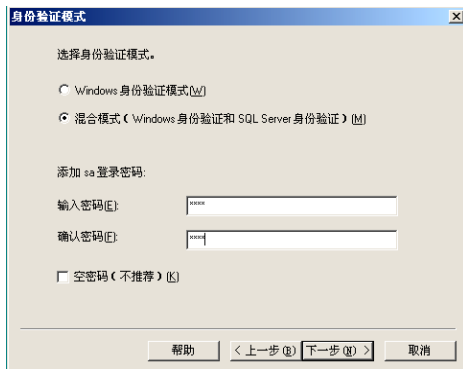 身份验证模式
选择身份验证模式。
Windows 身份验证模式(W)
混合模式（Windows 身份验证和 SQL Server 身份验证）(M)
添加 sa 登录密码:
输入密码(E): ****
确认密码(F): ****
空密码（不推荐）(K)
帮助 < 上一步(B) 下一步(N) > 取消